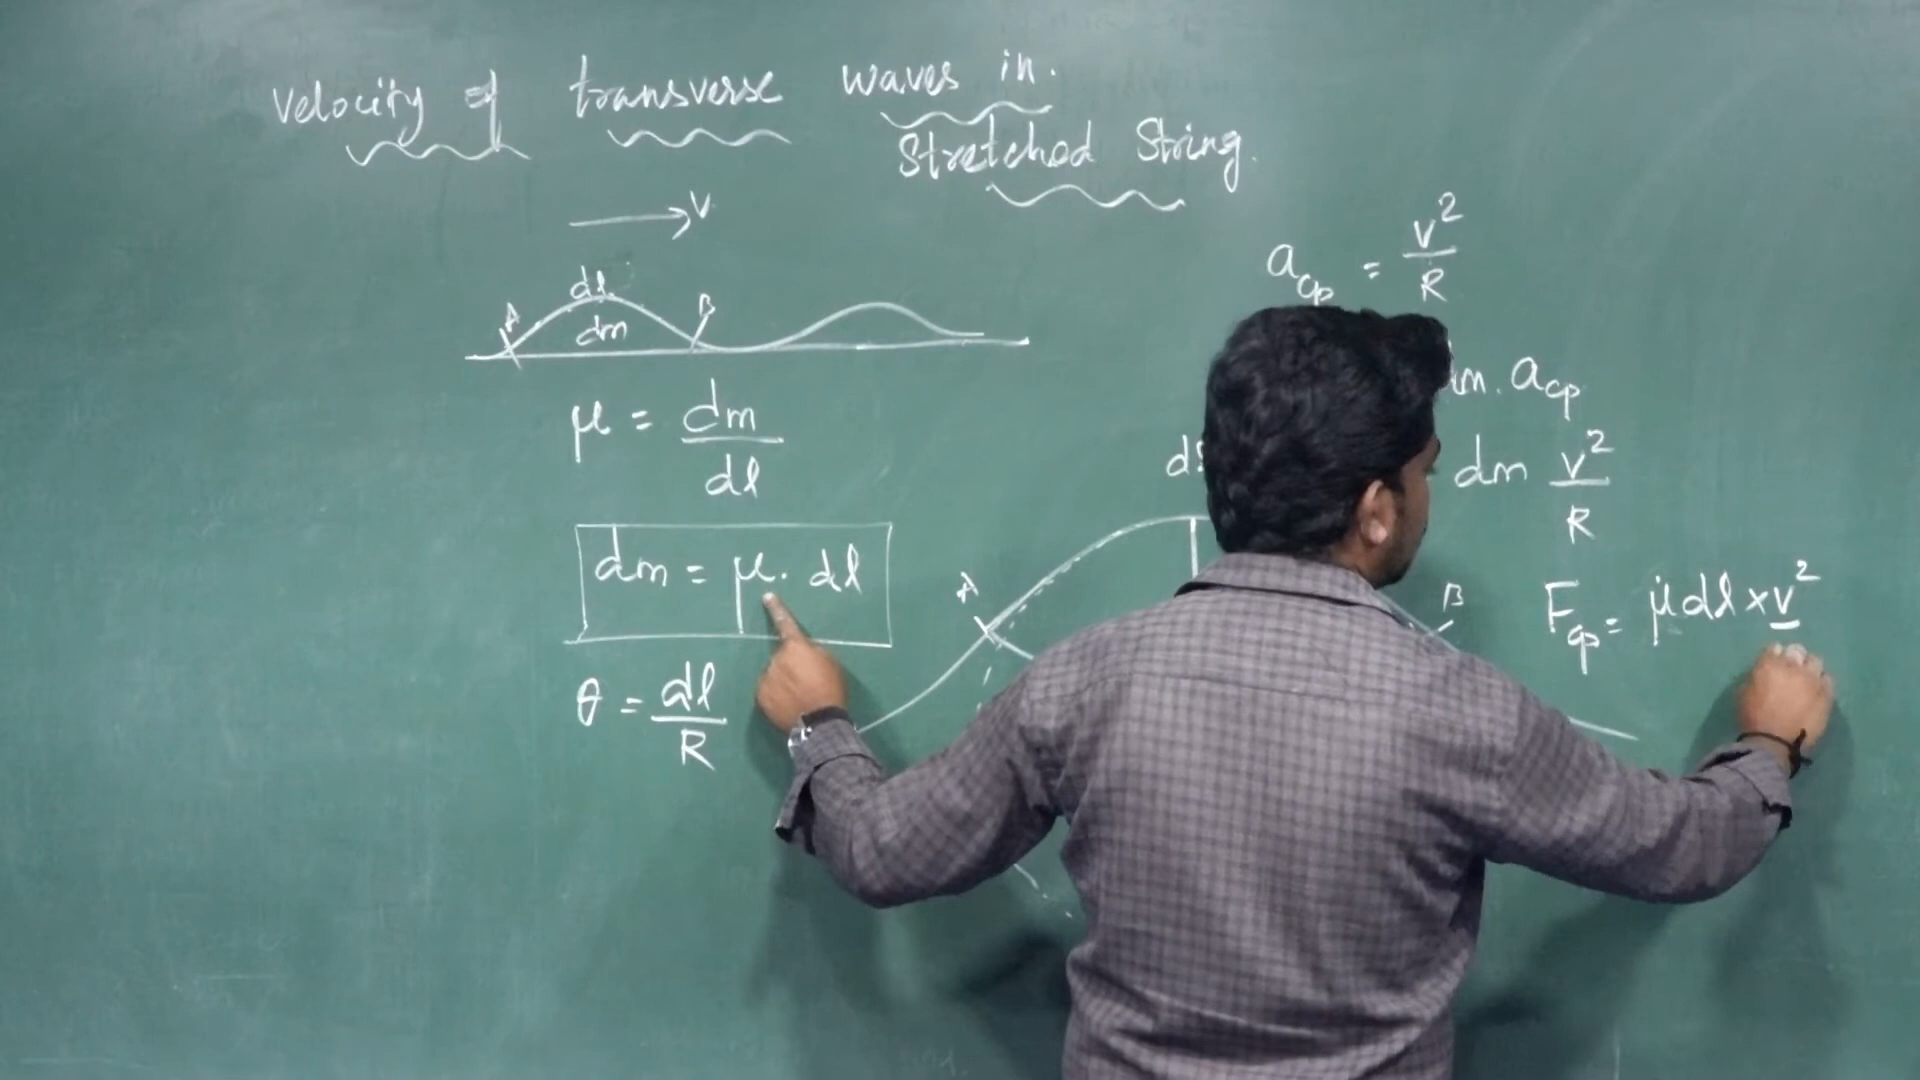 Velocity of transverse waves in.
Stretched String.
V
dl
A
B
dm
μ = dm
dl
dm = μ. dl
θ = dl
R
a_cp = v²
R
m. a_cp
dm v²
R
F_cp = μ dl × v²
A
B